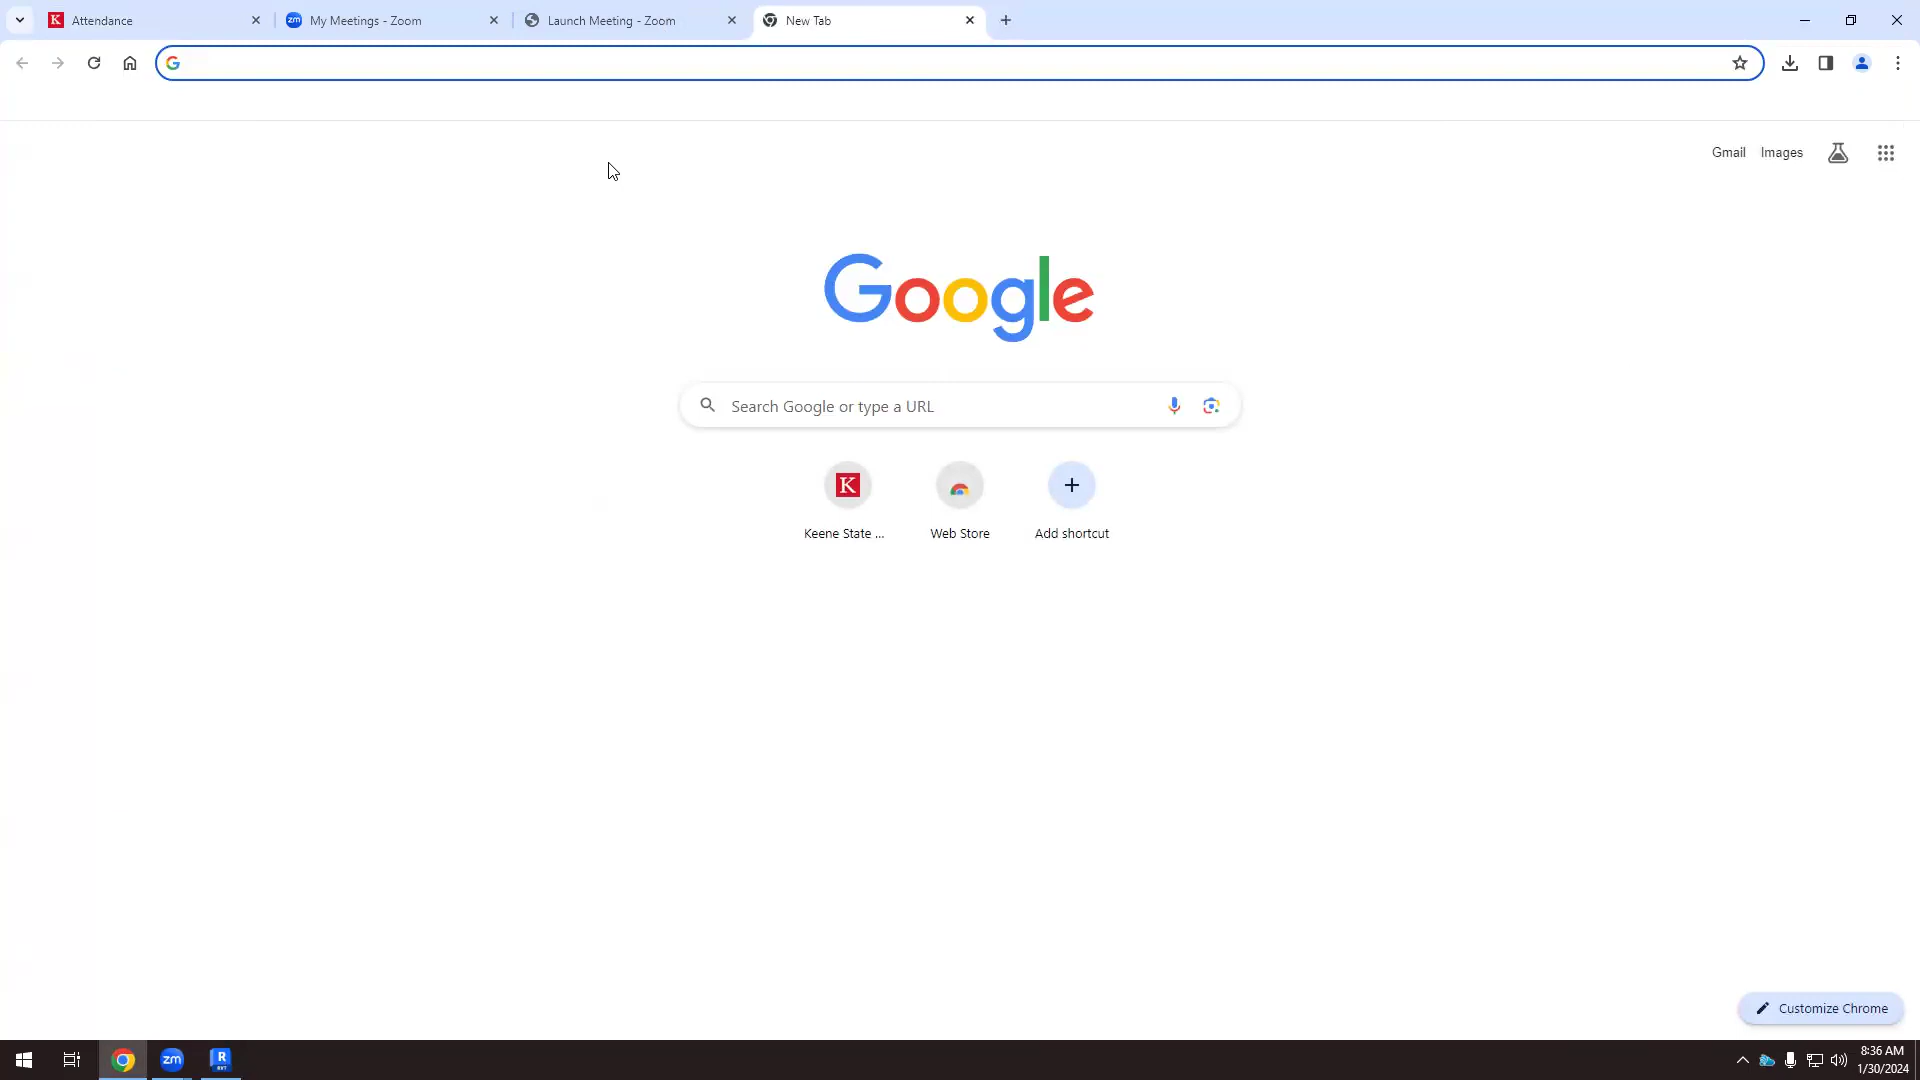 Attendance
My Meetings - Zoom
Launch Meeting - Zoom
New Tab
Gmail
Images
Google
Search Google or type a URL
Keene State ...
Web Store
Add shortcut
Customize Chrome
zm
R
RVT
8:36 AM
1/30/2024